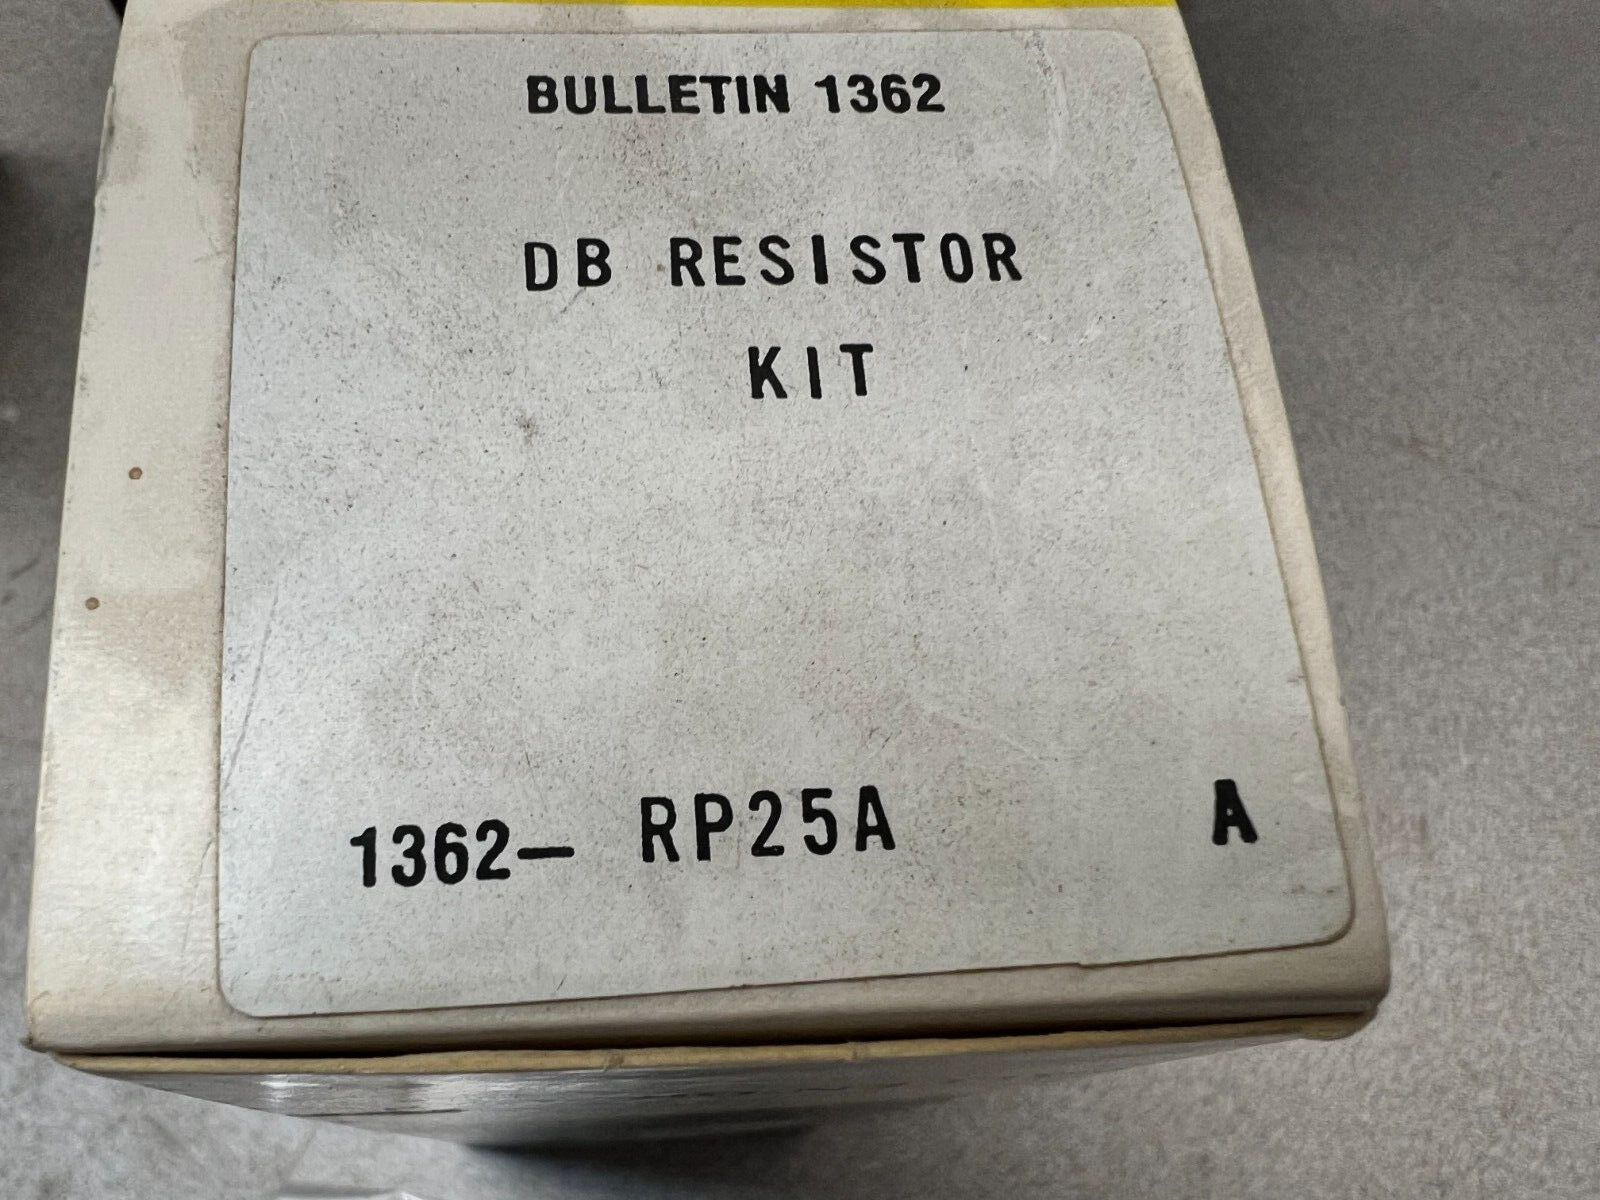 BULLETIN 1362
DB RESISTOR
KIT
1362– RP25A A